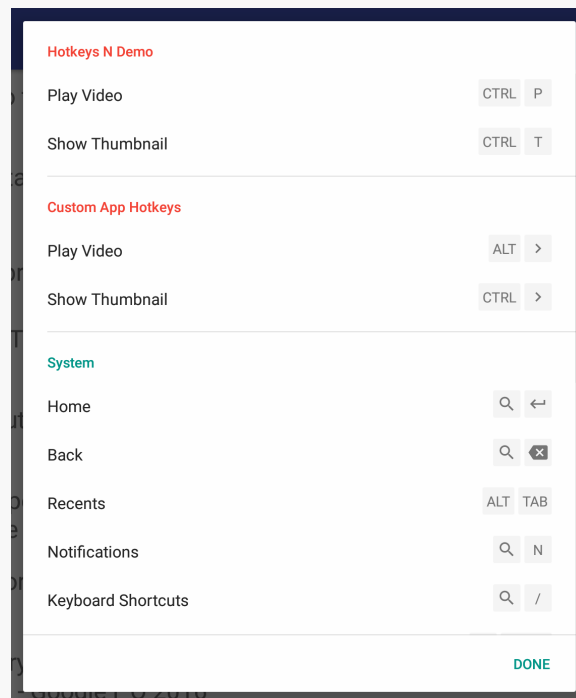 Hotkeys N Demo
Play Video CTRL P
Show Thumbnail CTRL T
Custom App Hotkeys
Play Video ALT >
Show Thumbnail CTRL >
System
Home
Back
Recents ALT TAB
Notifications N
Keyboard Shortcuts /
DONE